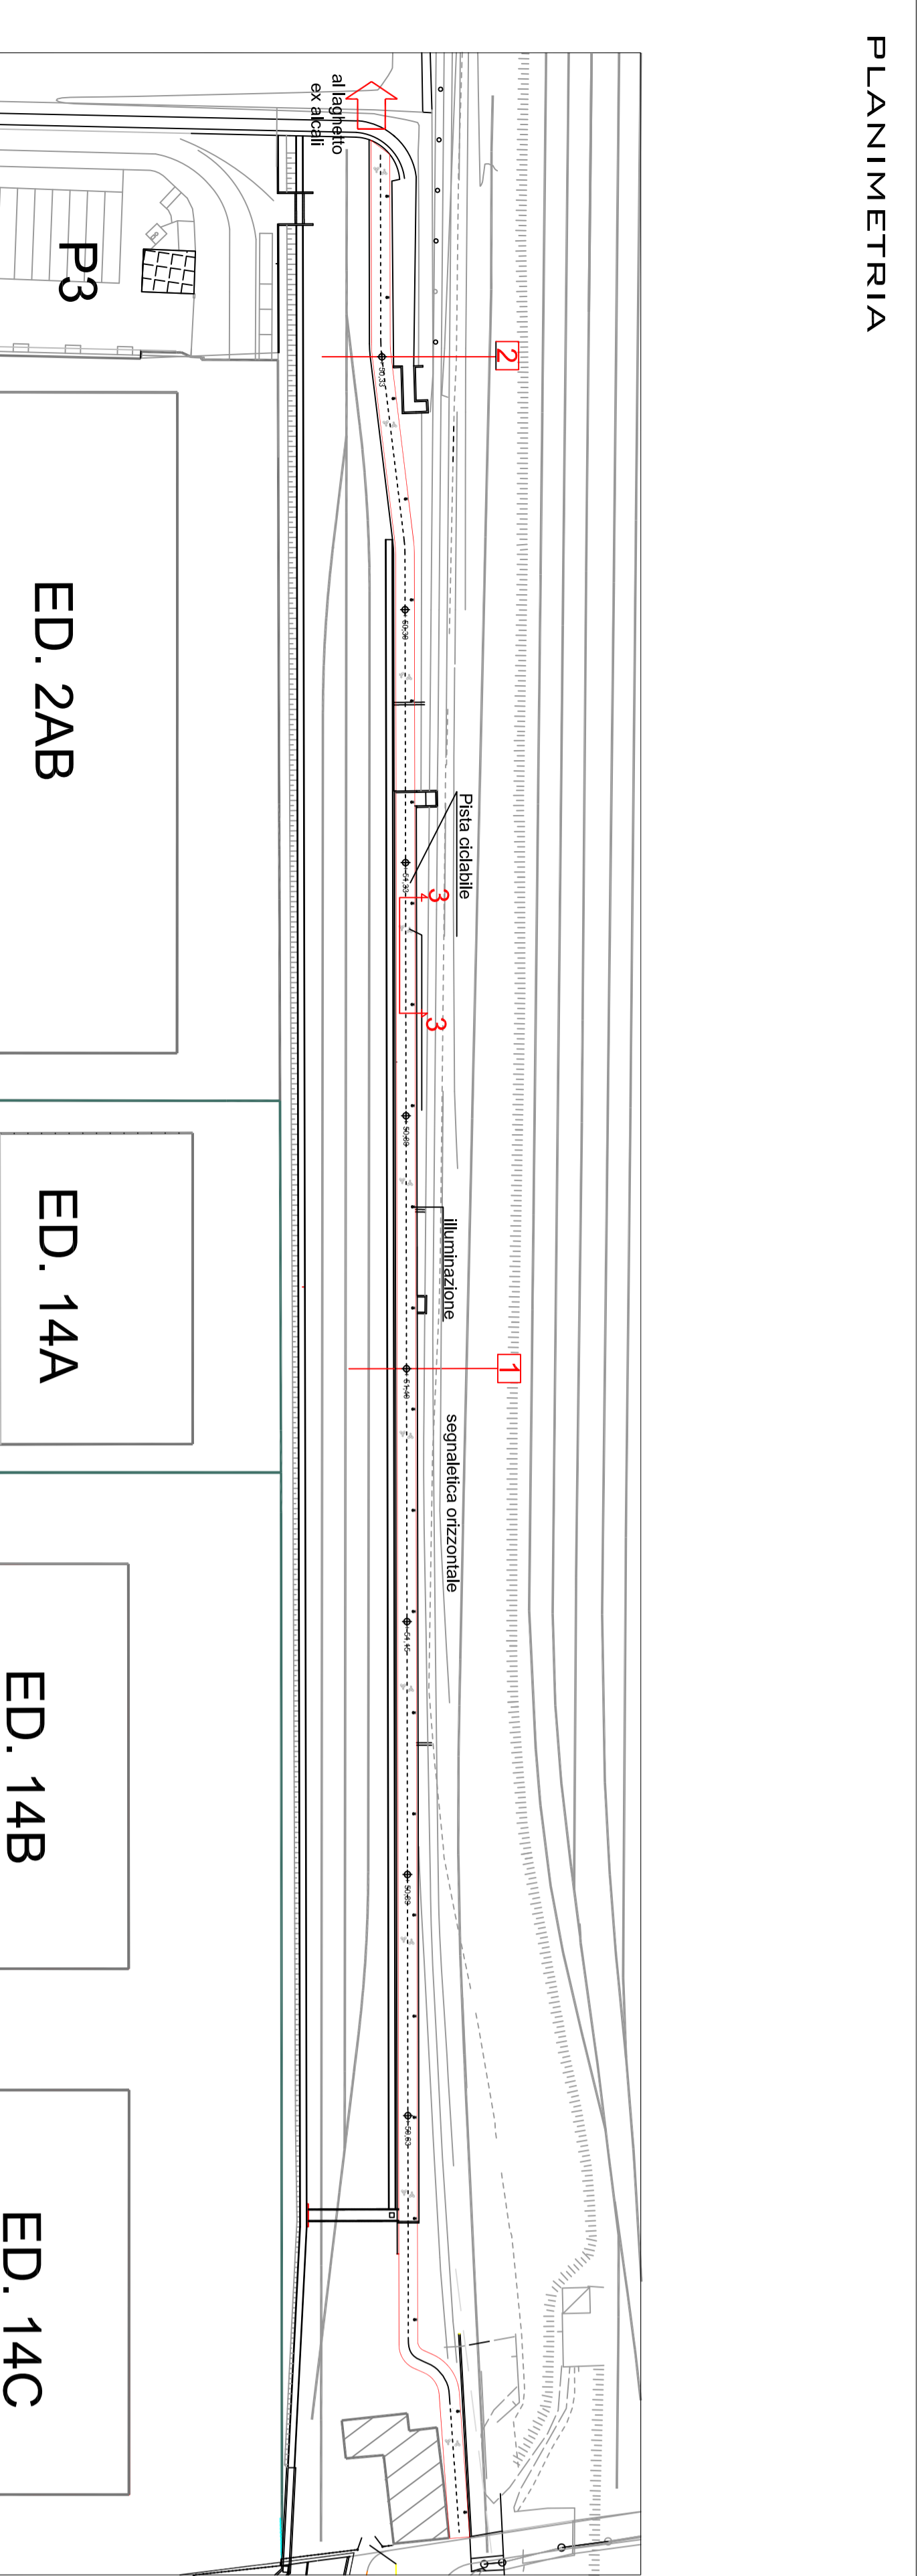 PLANIMETRIA
al laghetto
ex alcali
P3
2
ED. 2AB
Pista ciclabile
3
3
ED. 14A
illuminazione
1
segnaletica orizzontale
ED. 14B
ED. 14C